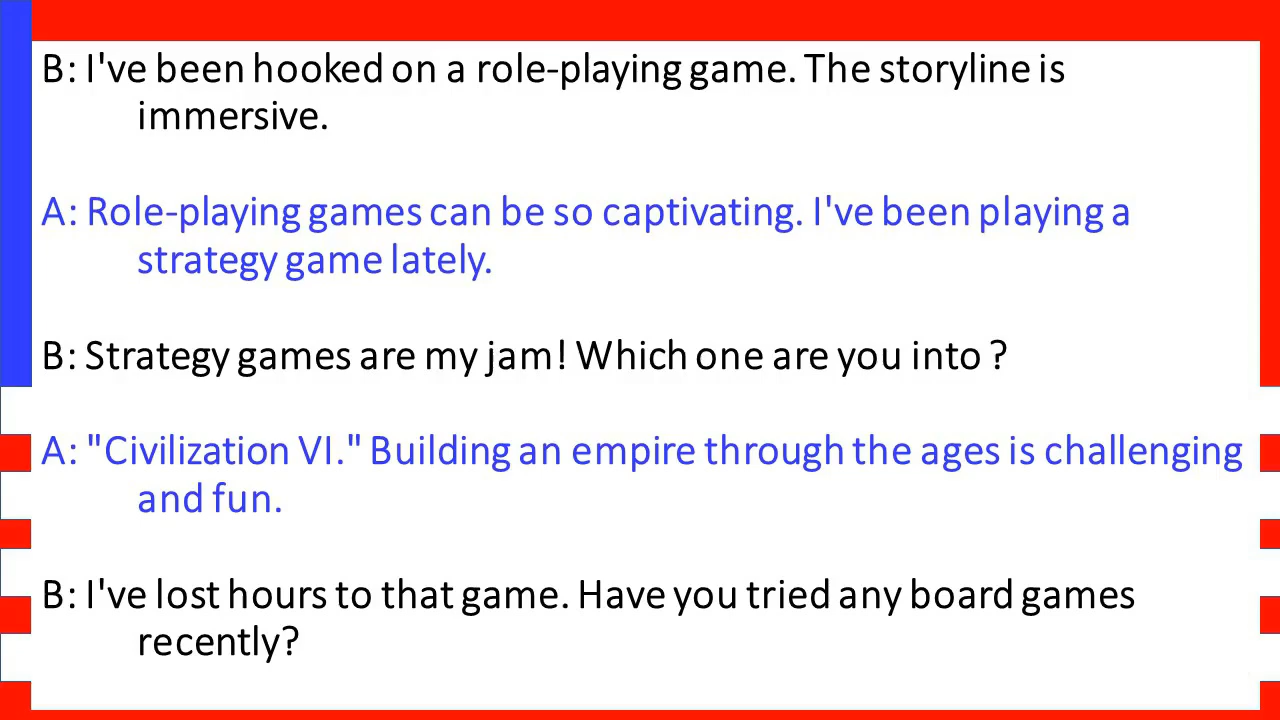 B: I've been hooked on a role-playing game. The storyline is
immersive.
A: Role-playing games can be so captivating. I've been playing a
strategy game lately.
B: Strategy games are my jam! Which one are you into ?
A: "Civilization VI." Building an empire through the ages is challenging
and fun.
B: I've lost hours to that game. Have you tried any board games
recently?